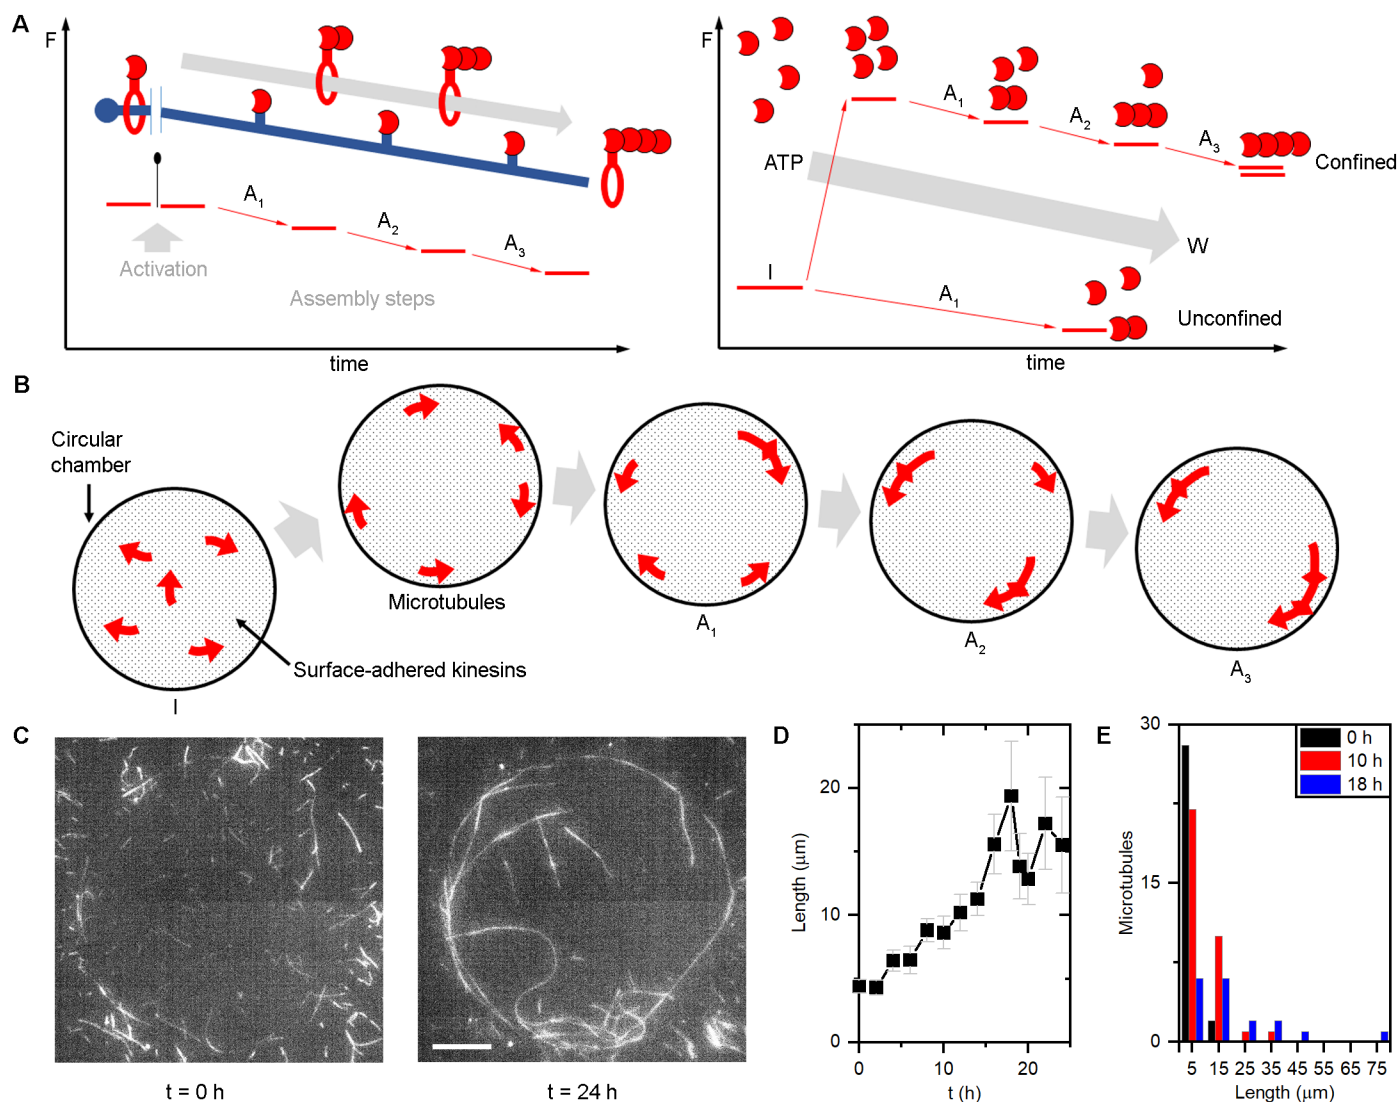 A
F
A1
A2
A3
Activation
Assembly steps
time
F
A1
A2
A3
Confined
ATP
W
I
A1
Unconfined
time
B
Circular
chamber
Microtubules
A1
A2
A3
Surface-adhered kinesins
I
C
t = 0 h
t = 24 h
D
Length (μm)
20
10
0
0
10
20
t (h)
E
Microtubules
30
15
0
0 h
10 h
18 h
5 15 25 35 45 55 65 75
Length (μm)